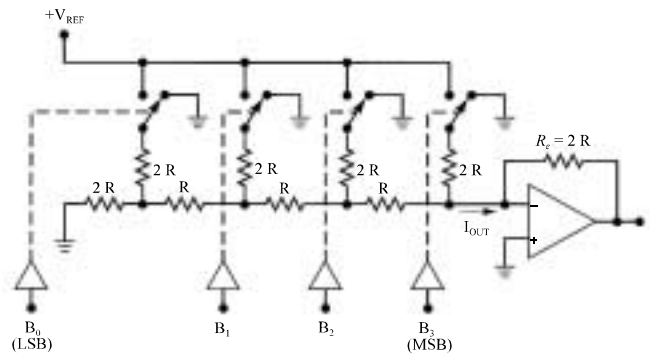 +V_REF
R_e = 2 R
2 R
2 R
2 R
2 R
2 R
R
R
R
I_OUT
−
+
B_0
(LSB)
B_1
B_2
B_3
(MSB)